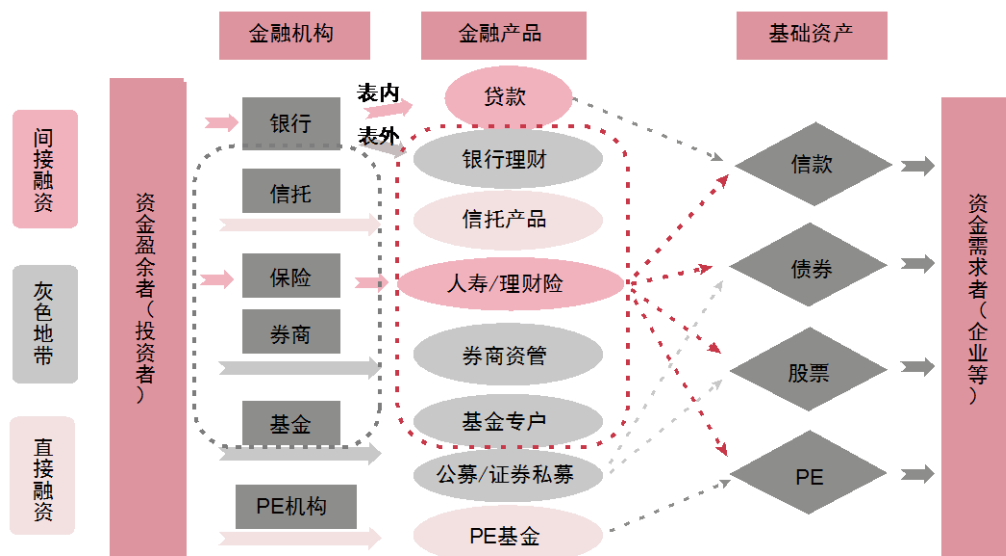 金融机构
金融产品
基础资产
间接融资
灰色地带
直接融资
资金盈余者（投资者）
银行
信托
保险
券商
基金
PE机构
表内
表外
贷款
银行理财
信托产品
人寿/理财险
券商资管
基金专户
公募/证券私募
PE基金
信款
债券
股票
PE
资金需求者（企业等）